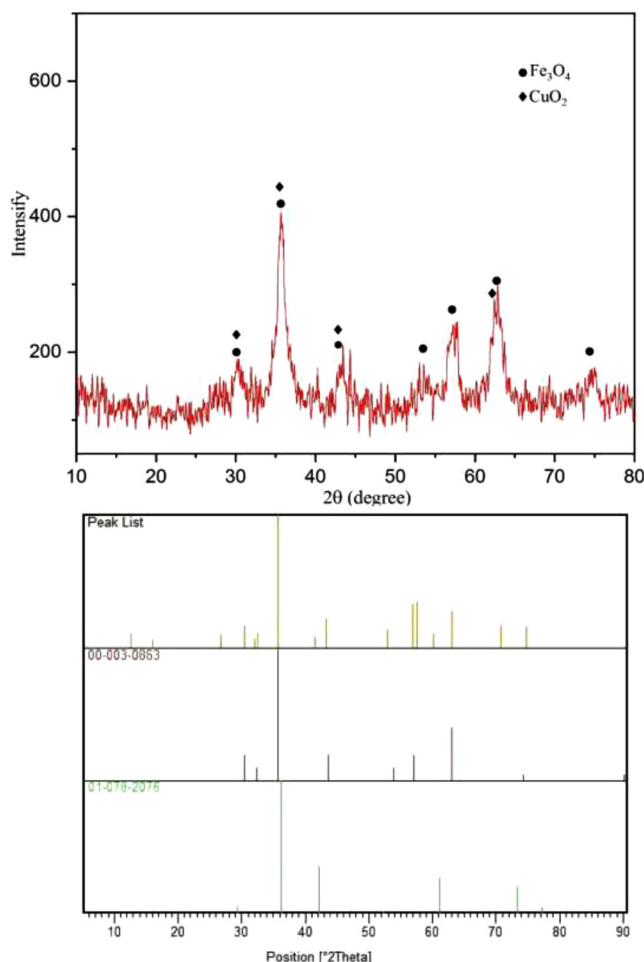 600
400
200
Intensify
● Fe₃O₄
◆ CuO₂
10 20 30 40 50 60 70 80
2θ (degree)
Peak List
00-003-0863
01-078-2076
10 20 30 40 50 60 70 80 90
Position [°2Theta]